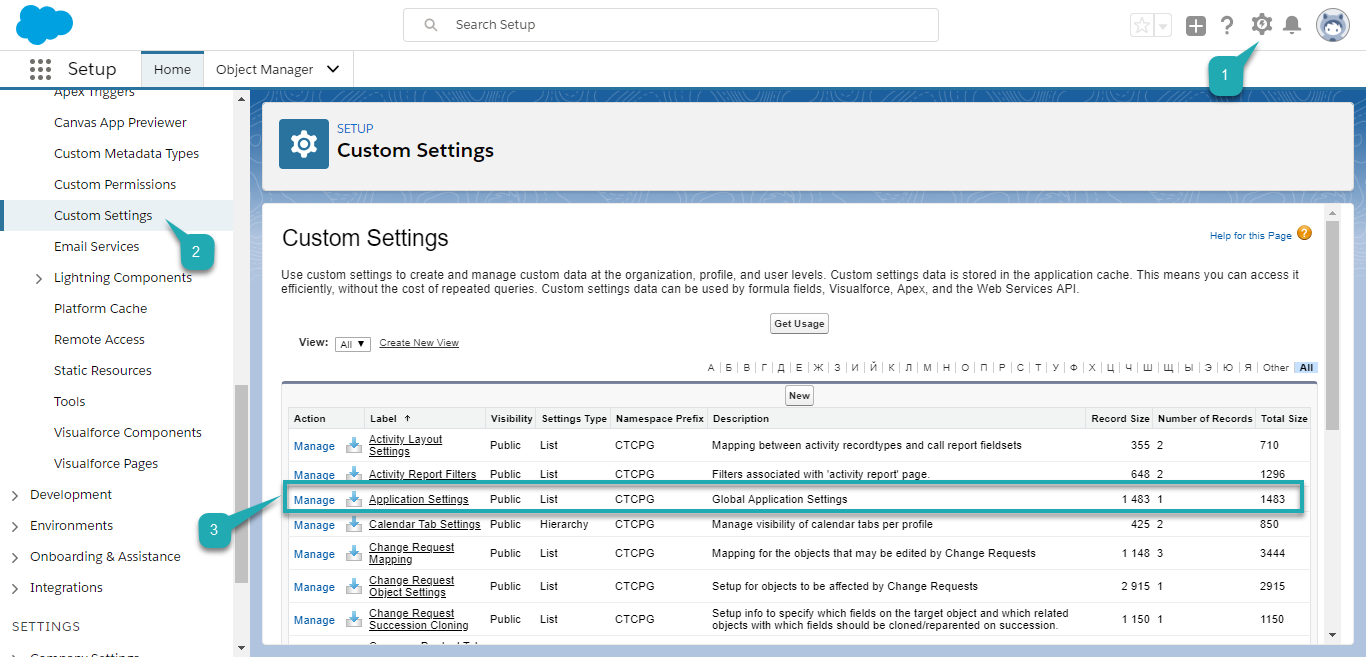 Search Setup
1
Setup
Home
Object Manager
Apex Triggers
Canvas App Previewer
Custom Metadata Types
Custom Permissions
Custom Settings
2
Email Services
Lightning Components
Platform Cache
Remote Access
Static Resources
Tools
Visualforce Components
Visualforce Pages
Development
Environments
Onboarding & Assistance
Integrations
SETTINGS
Company Settings
SETUP
Custom Settings
Custom Settings
Help for this Page ?
Use custom settings to create and manage custom data at the organization, profile, and user levels. Custom settings data is stored in the application cache. This means you can access it
efficiently, without the cost of repeated queries. Custom settings data can be used by formula fields, Visualforce, Apex, and the Web Services API.
Get Usage
View: All Create New View
А Б В Г Д Е Ж З И Й К Л М Н О П Р С Т У Ф Х Ц Ч Ш Щ Ы Э Ю Я Other All
New
Action Label ↑ Visibility Settings Type Namespace Prefix Description Record Size Number of Records Total Size
Manage Activity Layout Settings Public List CTCPG Mapping between activity recordtypes and call report fieldsets 355 2 710
Manage Activity Report Filters Public List CTCPG Filters associated with 'activity report' page. 648 2 1296
Manage Application Settings Public List CTCPG Global Application Settings 1 483 1 1483
3
Manage Calendar Tab Settings Public Hierarchy CTCPG Manage visibility of calendar tabs per profile 425 2 850
Manage Change Request Mapping Public List CTCPG Mapping for the objects that may be edited by Change Requests 1 148 3 3444
Manage Change Request Object Settings Public List CTCPG Setup for objects to be affected by Change Requests 2 915 1 2915
Manage Change Request Succession Cloning Public List CTCPG Setup info to specify which fields on the target object and which related objects with which fields should be cloned/reparented on succession. 1 150 1 1150